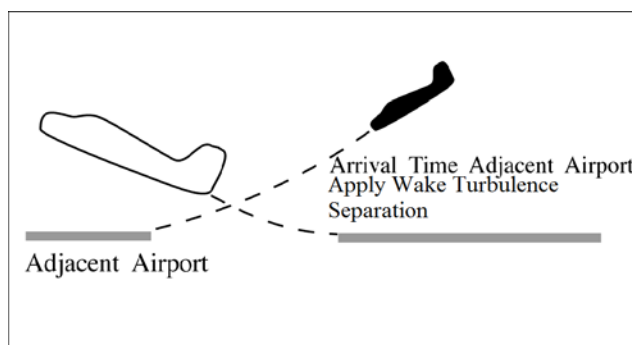 Arrival Time Adjacent Airport
Apply Wake Turbulence
Separation
Adjacent Airport